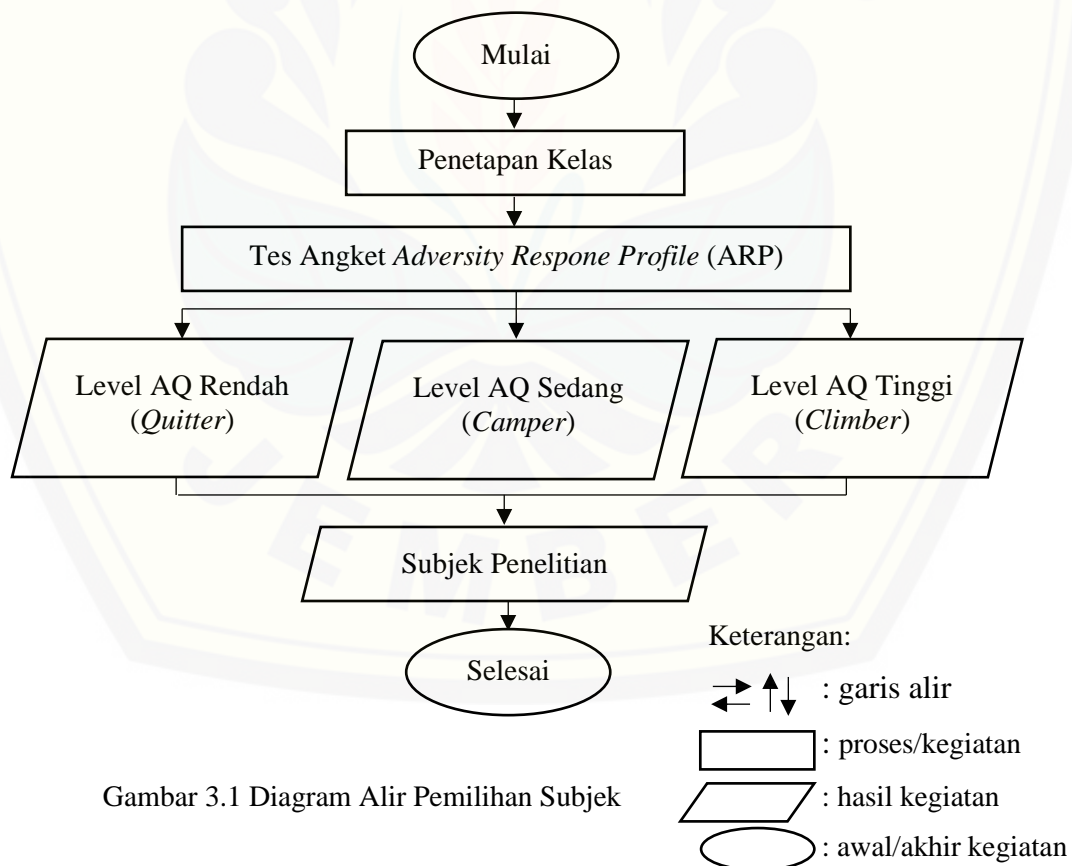 Mulai
Penetapan Kelas
Tes Angket Adversity Respone Profile (ARP)
Level AQ Rendah
(Quitter)
Level AQ Sedang
(Camper)
Level AQ Tinggi
(Climber)
Subjek Penelitian
Selesai
Keterangan:
: garis alir
: proses/kegiatan
: hasil kegiatan
: awal/akhir kegiatan
Gambar 3.1 Diagram Alir Pemilihan Subjek
JEMBER